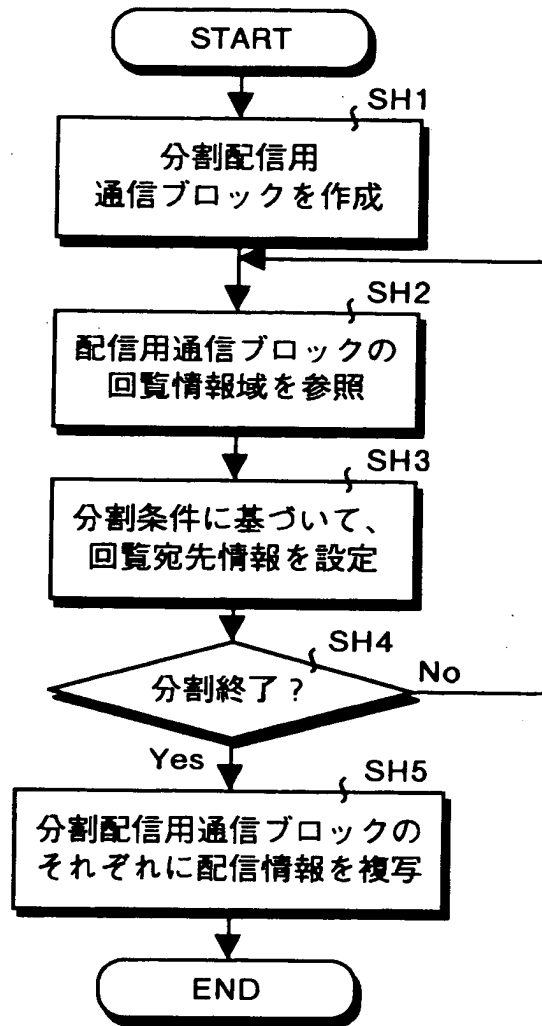 START
SH1
分割配信用
通信ブロックを作成
SH2
配信用通信ブロックの
回覧情報域を参照
SH3
分割条件に基づいて、
回覧宛先情報を設定
SH4
分割終了？
No
Yes
SH5
分割配信用通信ブロックの
それぞれに配信情報を複写
END